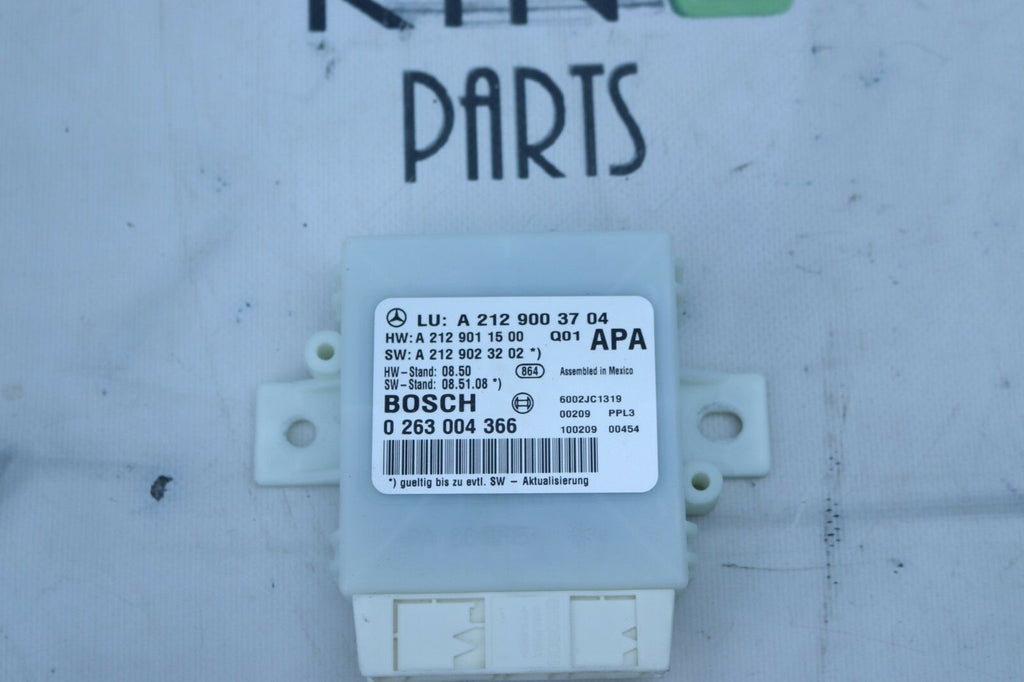 PARTS
LU: A 212 900 37 04
HW: A 212 901 15 00 Q01 APA
SW: A 212 902 32 02 *)
HW-Stand: 08.50 864 Assembled in Mexico
SW-Stand: 08.51.08 *)
BOSCH 6002JC1319
0 263 004 366 00209 PPL3
100209 00454
*) gueltig bis zu evtl. SW - Aktualisierung